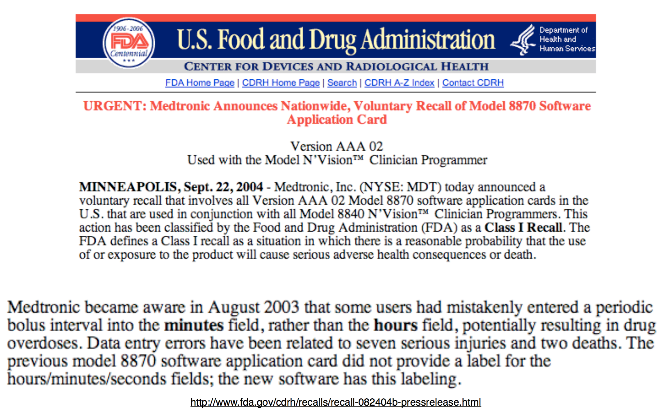 1906-2006
FDA
Centennial
U.S. Food and Drug Administration
Department of
Health and
Human Services
CENTER FOR DEVICES AND RADIOLOGICAL HEALTH
FDA Home Page | CDRH Home Page | Search | CDRH A-Z Index | Contact CDRH
URGENT: Medtronic Announces Nationwide, Voluntary Recall of Model 8870 Software
Application Card
Version AAA 02
Used with the Model N'Vision™ Clinician Programmer
MINNEAPOLIS, Sept. 22, 2004 - Medtronic, Inc. (NYSE: MDT) today announced a
voluntary recall that involves all Version AAA 02 Model 8870 software application cards in the
U.S. that are used in conjunction with all Model 8840 N'Vision™ Clinician Programmers. This
action has been classified by the Food and Drug Administration (FDA) as a Class I Recall. The
FDA defines a Class I recall as a situation in which there is a reasonable probability that the use
of or exposure to the product will cause serious adverse health consequences or death.
Medtronic became aware in August 2003 that some users had mistakenly entered a periodic
bolus interval into the minutes field, rather than the hours field, potentially resulting in drug
overdoses. Data entry errors have been related to seven serious injuries and two deaths. The
previous model 8870 software application card did not provide a label for the
hours/minutes/seconds fields; the new software has this labeling.
http://www.fda.gov/cdrh/recalls/recall-082404b-pressrelease.html